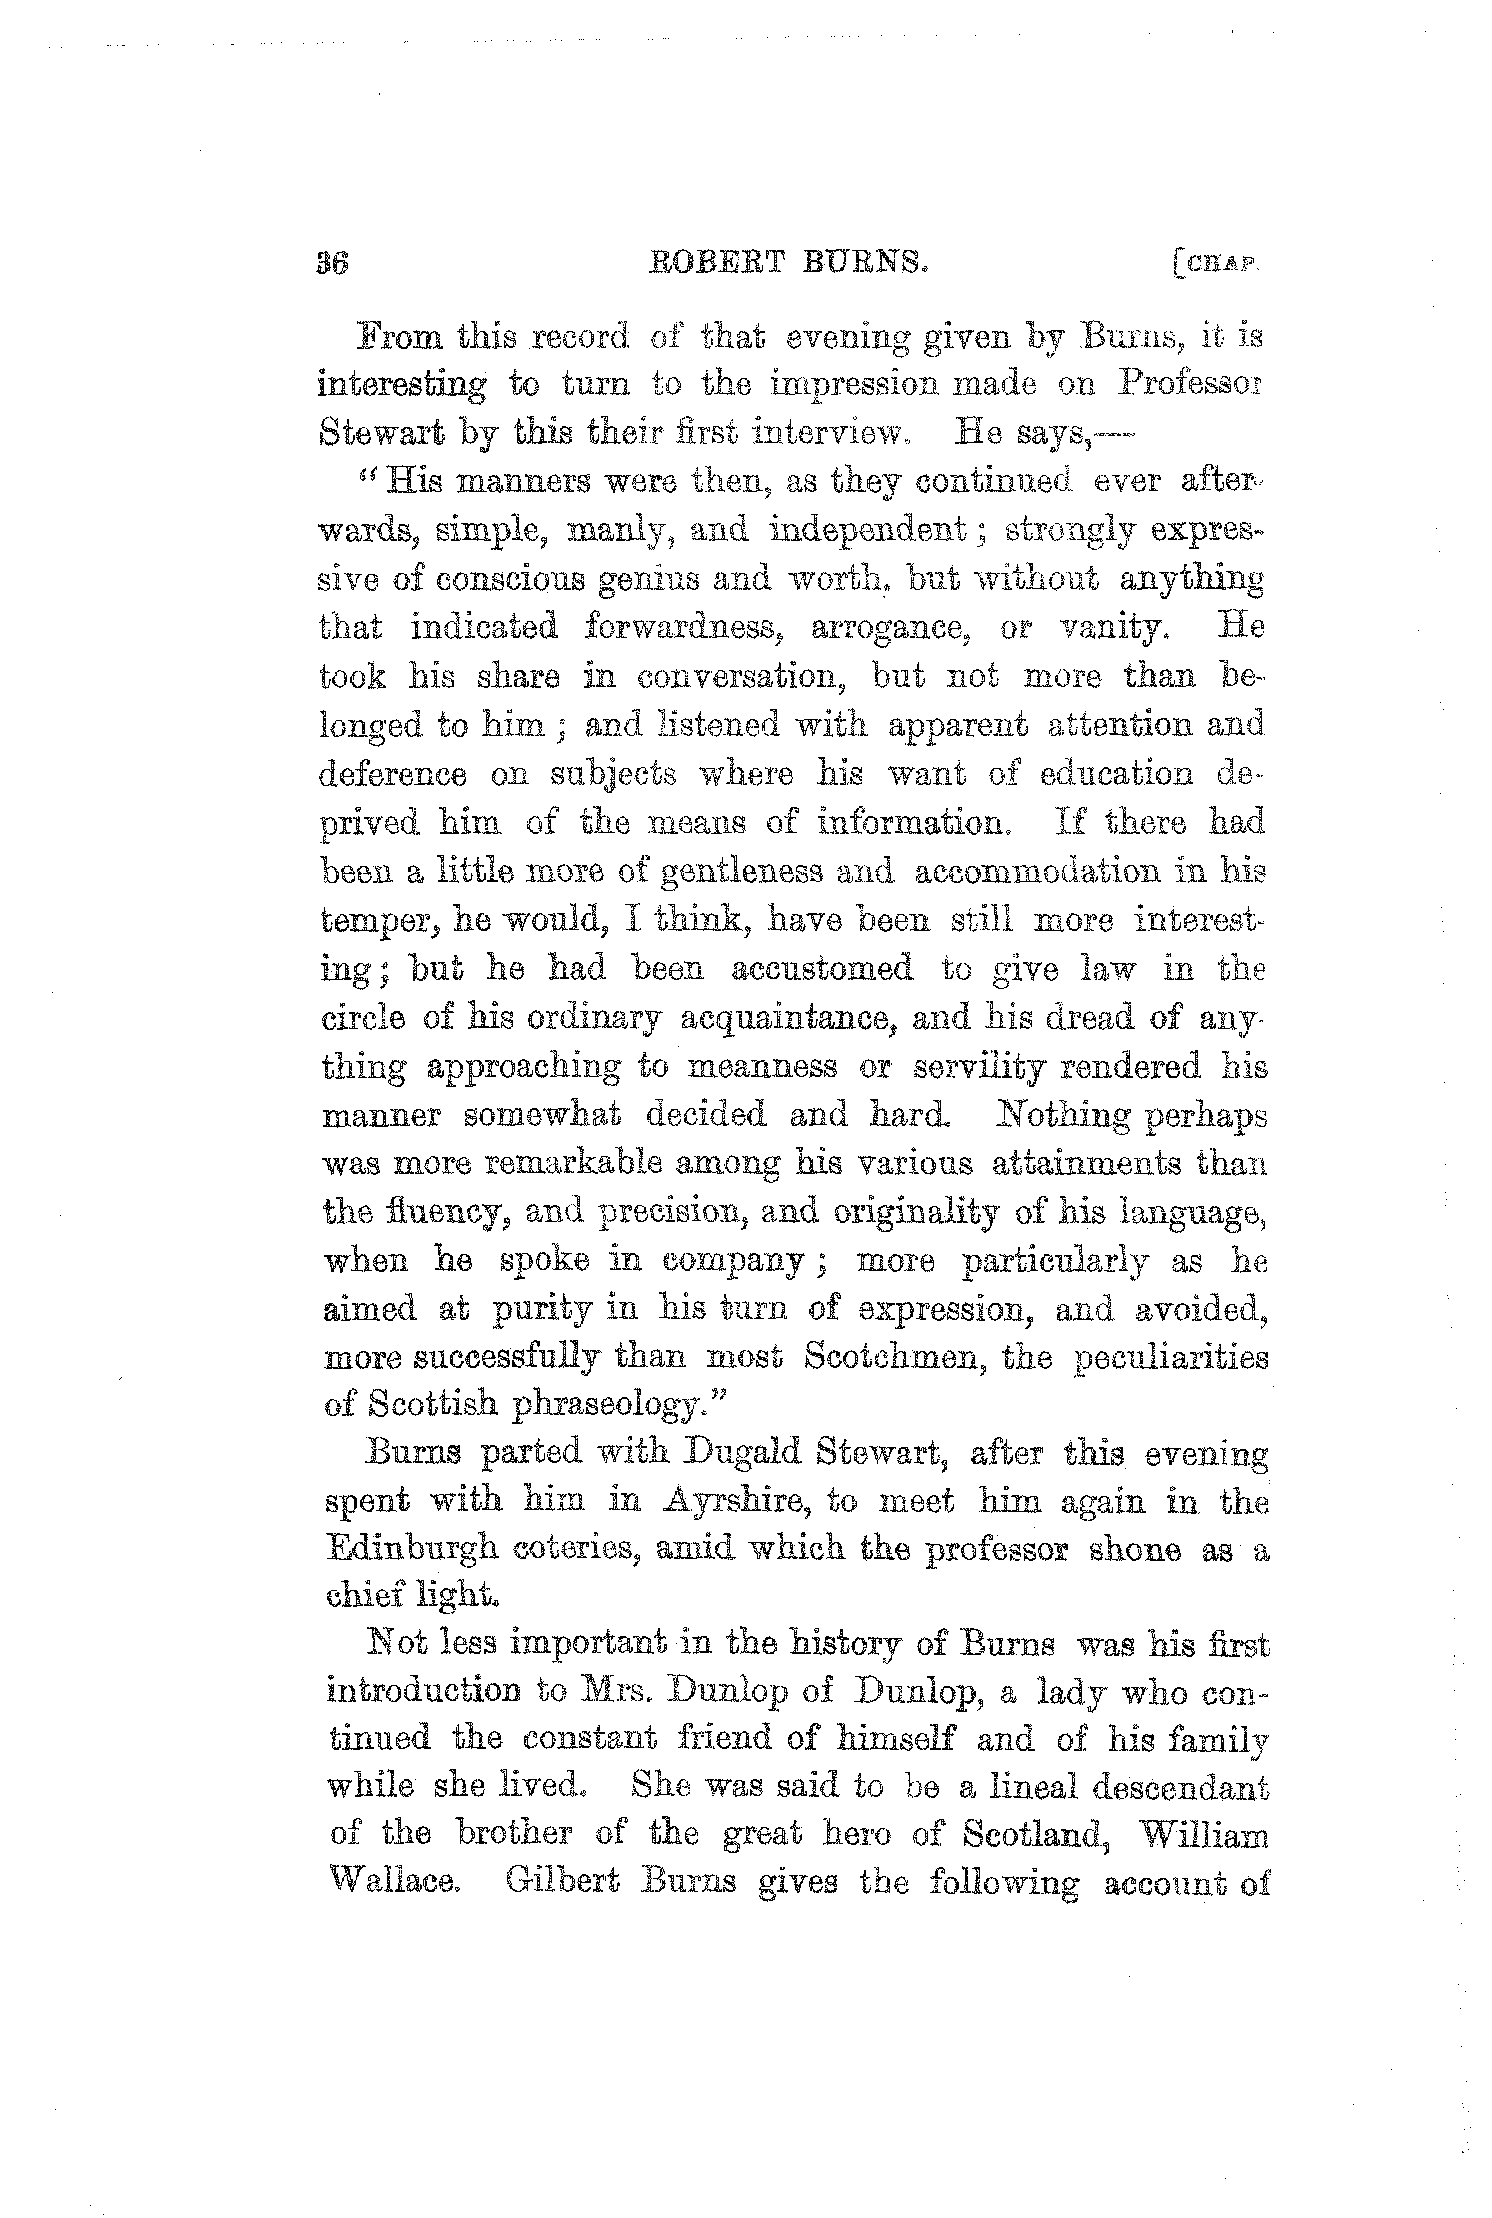 36 ROBERT BURNS. [CHAP.
From this record of that evening given by Burns, it is
interesting to turn to the impression made on Professor
Stewart by this their first interview. He says,—
"His manners were then, as they continued ever after-
wards, simple, manly, and independent; strongly expres-
sive of conscious genius and worth, but without anything
that indicated forwardness, arrogance, or vanity. He
took his share in conversation, but not more than be-
longed to him; and listened with apparent attention and
deference on subjects where his want of education de-
prived him of the means of information. If there had
been a little more of gentleness and accommodation in his
temper, he would, I think, have been still more interest-
ing; but he had been accustomed to give law in the
circle of his ordinary acquaintance, and his dread of any-
thing approaching to meanness or servility rendered his
manner somewhat decided and hard. Nothing perhaps
was more remarkable among his various attainments than
the fluency, and precision, and originality of his language,
when he spoke in company; more particularly as he
aimed at purity in his turn of expression, and avoided,
more successfully than most Scotchmen, the peculiarities
of Scottish phraseology."
Burns parted with Dugald Stewart, after this evening
spent with him in Ayrshire, to meet him again in the
Edinburgh coteries, amid which the professor shone as a
chief light.
Not less important in the history of Burns was his first
introduction to Mrs. Dunlop of Dunlop, a lady who con-
tinued the constant friend of himself and of his family
while she lived. She was said to be a lineal descendant
of the brother of the great hero of Scotland, William
Wallace. Gilbert Burns gives the following account of